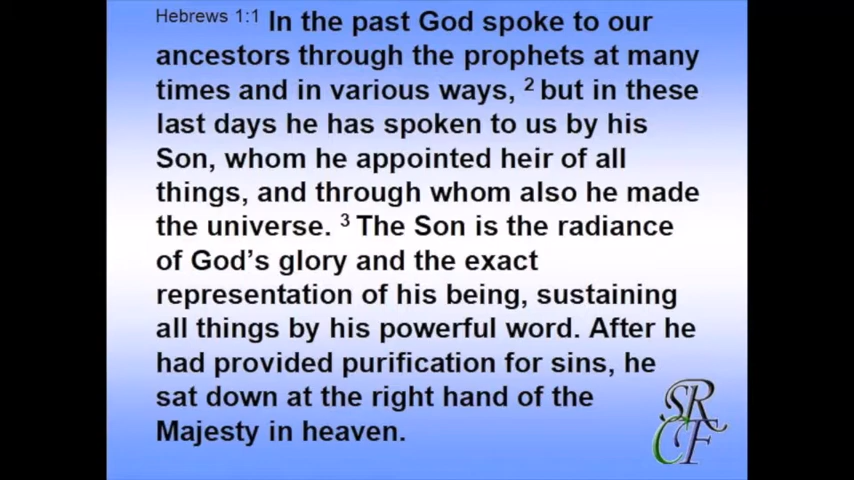 Hebrews 1:1 In the past God spoke to our
ancestors through the prophets at many
times and in various ways, 2 but in these
last days he has spoken to us by his
Son, whom he appointed heir of all
things, and through whom also he made
the universe. 3 The Son is the radiance
of God’s glory and the exact
representation of his being, sustaining
all things by his powerful word. After he
had provided purification for sins, he
sat down at the right hand of the
Majesty in heaven.
SR
CF